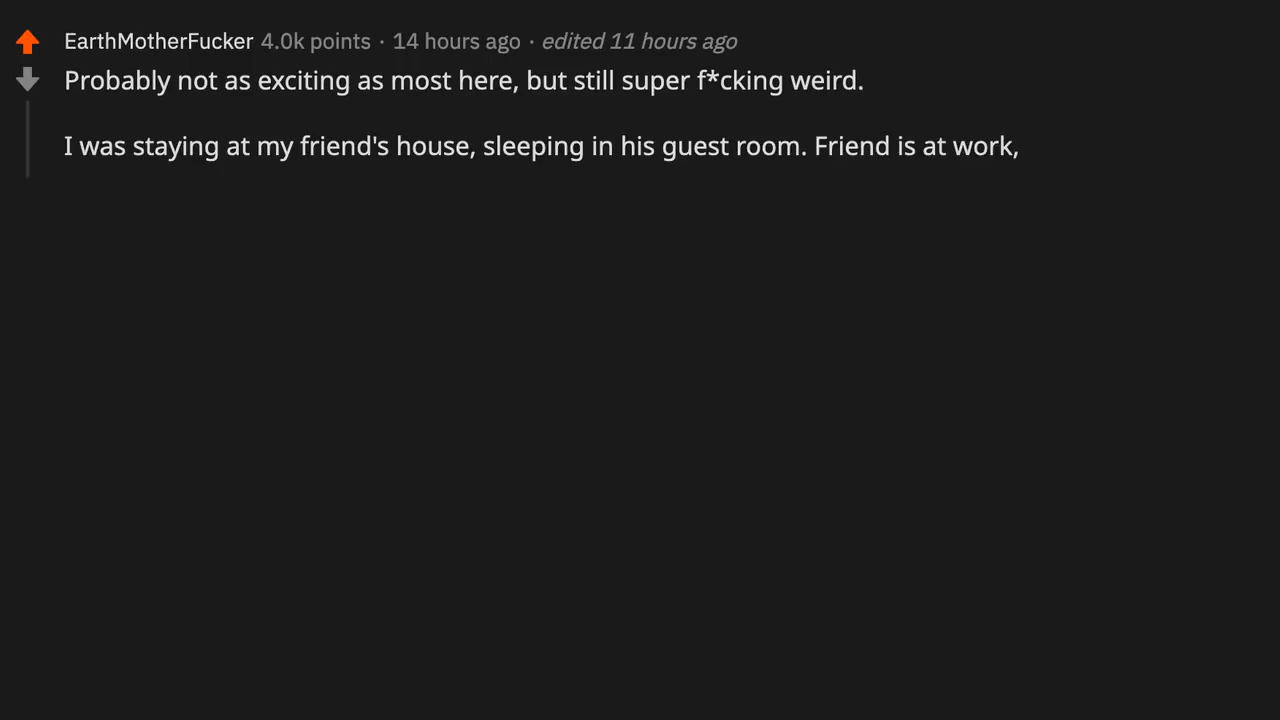 EarthMotherFucker 4.0k points · 14 hours ago · edited 11 hours ago
Probably not as exciting as most here, but still super f*cking weird.
I was staying at my friend's house, sleeping in his guest room. Friend is at work,